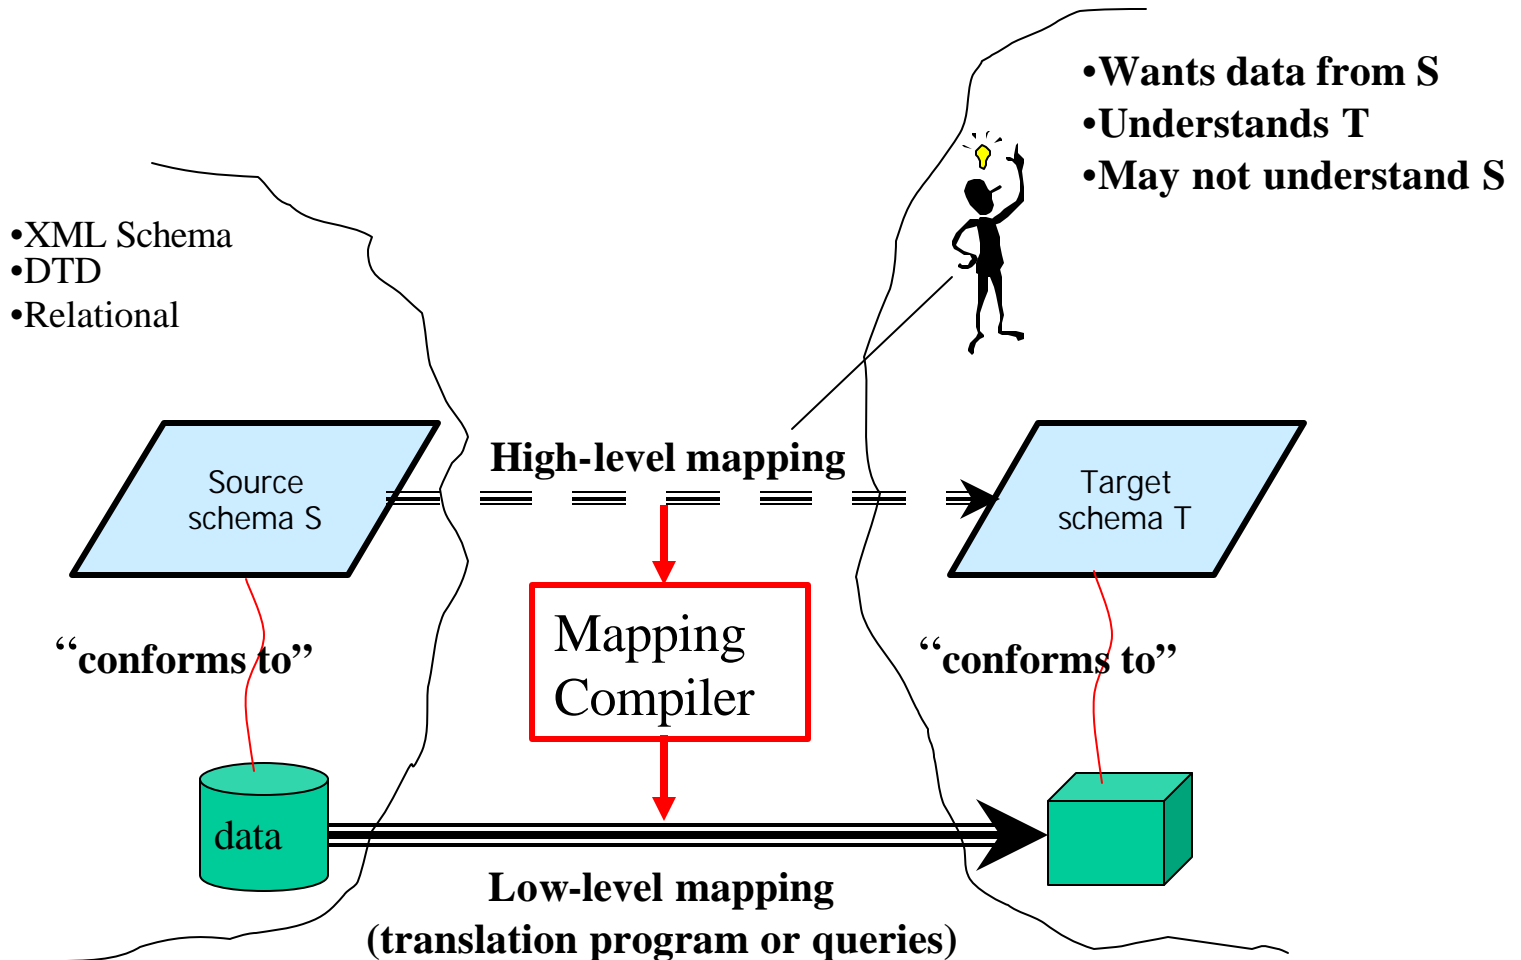 •Wants data from S
•Understands T
•May not understand S
•XML Schema
•DTD
•Relational
High-level mapping
Source
schema S
Target
schema T
Mapping
Compiler
“conforms to”
“conforms to”
data
Low-level mapping
(translation program or queries)